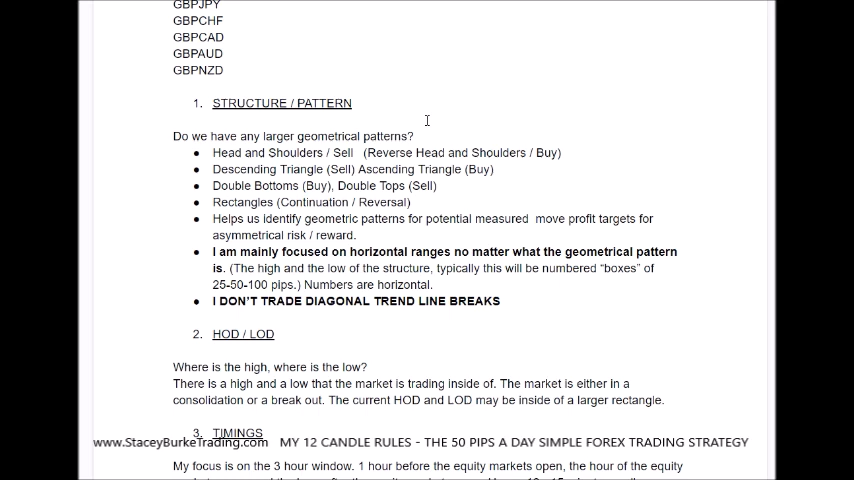 GBPJPY
GBPCHF
GBPCAD
GBPAUD
GBPNZD
1. STRUCTURE / PATTERN
Do we have any larger geometrical patterns?
● Head and Shoulders / Sell (Reverse Head and Shoulders / Buy)
● Descending Triangle (Sell) Ascending Triangle (Buy)
● Double Bottoms (Buy), Double Tops (Sell)
● Rectangles (Continuation / Reversal)
● Helps us identify geometric patterns for potential measured move profit targets for
asymmetrical risk / reward.
● I am mainly focused on horizontal ranges no matter what the geometrical pattern
is. (The high and the low of the structure, typically this will be numbered “boxes” of
25-50-100 pips.) Numbers are horizontal.
● I DON’T TRADE DIAGONAL TREND LINE BREAKS
2. HOD / LOD
Where is the high, where is the low?
There is a high and a low that the market is trading inside of. The market is either in a
consolidation or a break out. The current HOD and LOD may be inside of a larger rectangle.
3. TIMINGS
www.StaceyBurkeTrading.com MY 12 CANDLE RULES - THE 50 PIPS A DAY SIMPLE FOREX TRADING STRATEGY
My focus is on the 3 hour window. 1 hour before the equity markets open, the hour of the equity